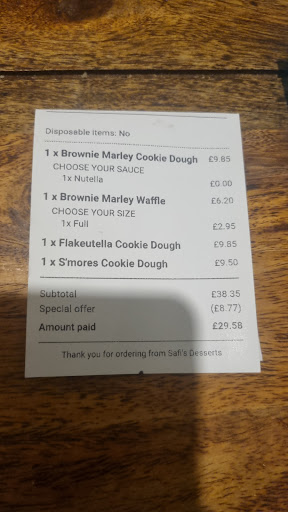 Disposable items: No
1 x Brownie Marley Cookie Dough £9.85
CHOOSE YOUR SAUCE
1x Nutella £0.00
1 x Brownie Marley Waffle £6.20
CHOOSE YOUR SIZE
1x Full £2.95
1 x Flakeutella Cookie Dough £9.85
1 x S'mores Cookie Dough £9.50
Subtotal £38.35
Special offer (£8.77)
Amount paid £29.58
Thank you for ordering from Safi's Desserts